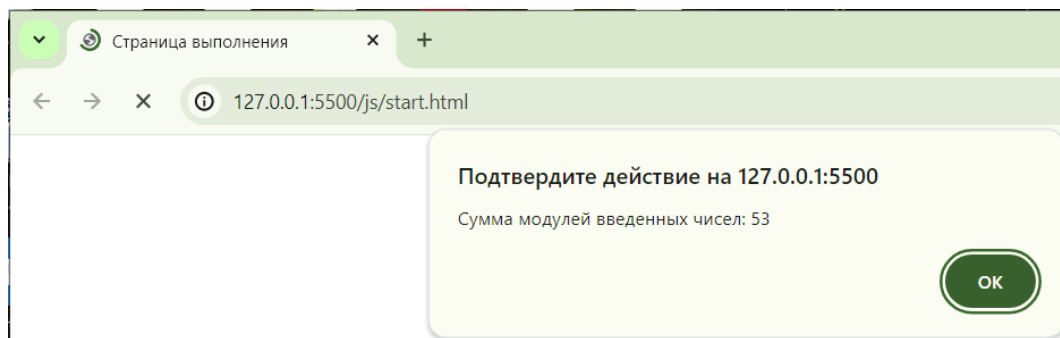 Страница выполнения
127.0.0.1:5500/js/start.html
Подтвердите действие на 127.0.0.1:5500
Сумма модулей введенных чисел: 53
ОК